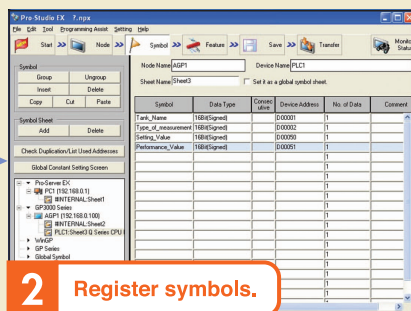 Pro-Studio EX 7.npx
File Edit Tool Programming Assist Setting Help
Start >> Node >> Symbol >> Feature >> Save >> Transfer Monitor Status
Symbol
Group Ungroup
Insert Delete
Copy Cut Paste
Symbol Sheet
Add Delete
Check Duplication/List Used Addresses
Global Constant Setting Screen
Pro-Server EX
PC1 (192.168.0.1)
#INTERNAL:Sheet1
GP3000 Series
AGP1 (192.168.0.100)
#INTERNAL:Sheet2
PLC1:Sheet3 Q Series CPU
WinGP
GP Series
Global Symbol
Node Name AGP1 Device Name PLC1
Sheet Name Sheet3 Set it as a global symbol sheet.
Symbol Data Type Consecutive Device Address No. of Data Comment
Tank_Name 16Bit(Signed) D00001 1
Type_of_measurement 16Bit(Signed) D00002 1
Setting_Value 16Bit(Signed) D00050 1
Performance_Value 16Bit(Signed) D00051 1
1
1
1
1
1
1
1
1
1
1
1
1
2 Register symbols.